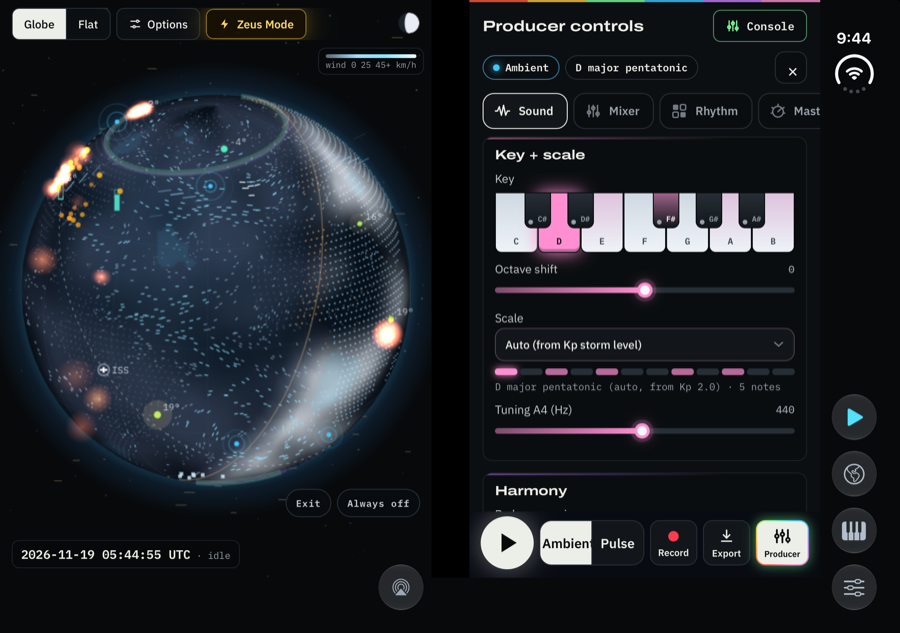 Globe
Flat
Options
Zeus Mode
wind 0 25 45+ km/h
ISS
19°
Exit
Always off
2026-11-19 05:44:55 UTC · idle
Producer controls
Console
Ambient
D major pentatonic
Sound
Mixer
Rhythm
Mast
Key + scale
Key
C# D# F# G# A#
C D E F G A B
Octave shift
0
Scale
Auto (from Kp storm level)
D major pentatonic (auto, from Kp 2.0) · 5 notes
Tuning A4 (Hz)
440
Harmony
Ambient
Pulse
Record
Export
Producer
9:44